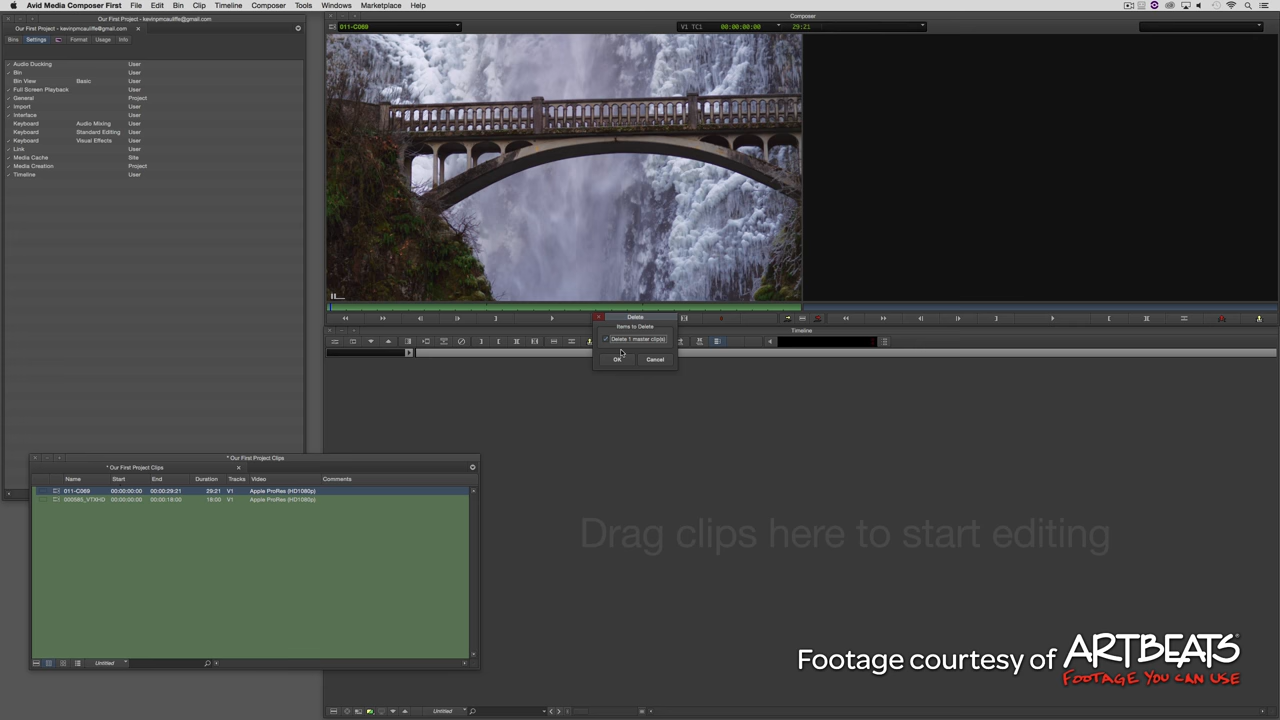 Avid Media Composer First File Edit Bin Clip Timeline Composer Tools Windows Marketplace Help
Our First Project - kevinpmcauliffe@gmail.com
Our First Project - kevinpmcauliffe@gmail.com
Bins Settings Format Usage Info
Audio Ducking User
Bin User
Bin View Basic User
Full Screen Playback User
General Project
Import User
Interface User
Keyboard Audio Mixing User
Keyboard Standard Editing User
Keyboard Visual Effects User
Link User
Media Cache Site
Media Creation Project
Timeline User
Composer
011-C069 V1 TC1 00:00:00:00 29:21
Delete
Items to Delete
Delete 1 master clip(s)
OK Cancel
Timeline
* Our First Project Clips
* Our First Project Clips
Name Start End Duration Tracks Video Comments
011-C069 00:00:00:00 00:00:29:21 29:21 V1 Apple ProRes (HD1080p)
000585_VTXHD 00:00:00:00 00:00:18:00 18:00 V1 Apple ProRes (HD1080p)
Untitled
Drag clips here to start editing
Footage courtesy of ARTBEATS
FOOTAGE YOU CAN USE
Untitled